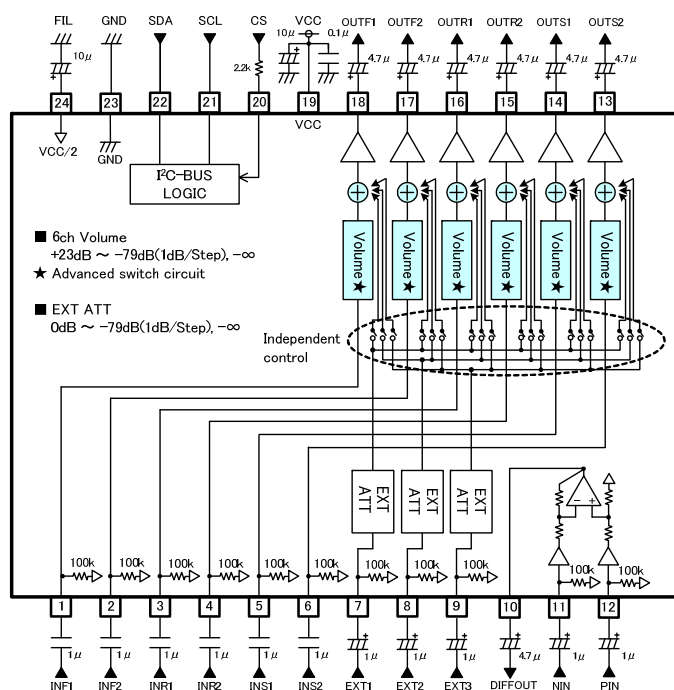 FIL GND SDA SCL CS VCC OUTF1 OUTF2 OUTR1 OUTR2 OUTS1 OUTS2
10μ 2.2k 10μ 0.1μ 4.7μ 4.7μ 4.7μ 4.7μ 4.7μ 4.7μ
+ + + + + + + +
24 23 22 21 20 19 18 17 16 15 14 13
VCC
VCC/2 GND
I²C-BUS
LOGIC
+ + + + + +
■ 6ch Volume
+23dB ～ −79dB(1dB/Step), −∞
★ Advanced switch circuit
Volume★ Volume★ Volume★ Volume★ Volume★ Volume★
■ EXT ATT
0dB ～ −79dB(1dB/Step), −∞
Independent
control
EXT ATT EXT ATT EXT ATT
− +
100k 100k 100k 100k 100k 100k 100k 100k 100k 100k 100k
1 2 3 4 5 6 7 8 9 10 11 12
+ + + + + +
1μ 1μ 1μ 1μ 1μ 1μ 1μ 1μ 1μ 4.7μ 1μ 1μ
INF1 INF2 INR1 INR2 INS1 INS2 EXT1 EXT2 EXT3 DIFFOUT NIN PIN